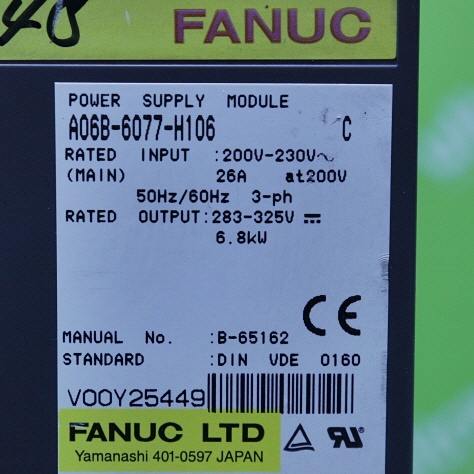 48
FANUC
POWER SUPPLY MODULE
A06B-6077-H106 C
RATED INPUT :200V-230V~
(MAIN) 26A at200V
50Hz/60Hz 3-ph
RATED OUTPUT:283-325V ⎓
6.8kW
CE
MANUAL No. :B-65162
STANDARD :DIN VDE 0160
V00Y25449
FANUC LTD
Yamanashi 401-0597 JAPAN